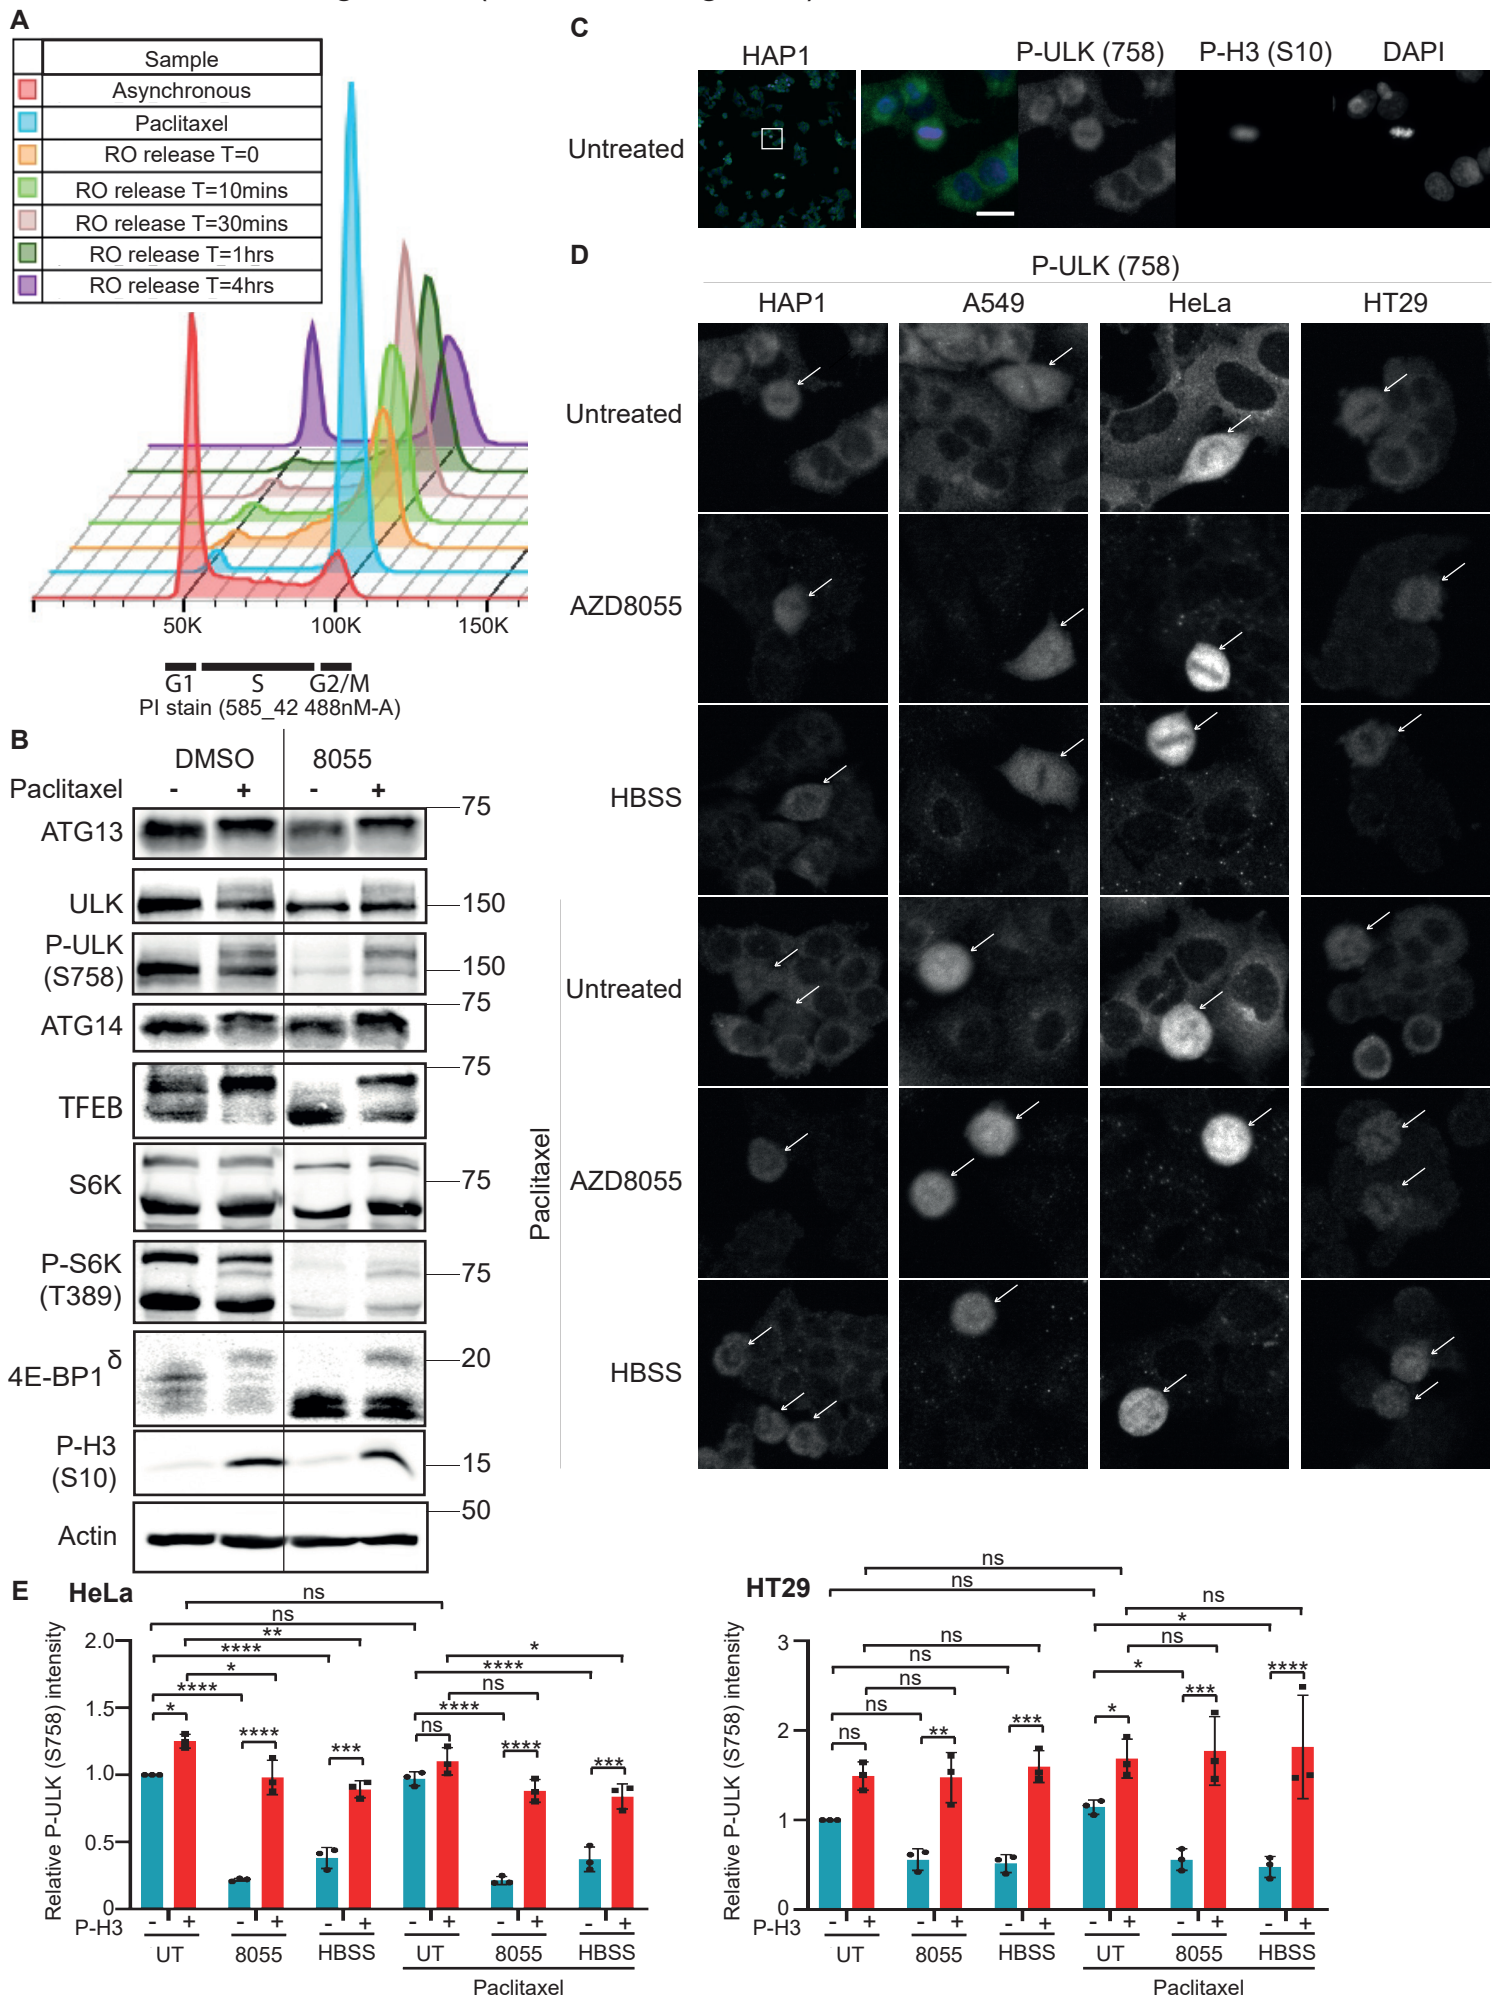 A
Sample
Asynchronous
Paclitaxel
RO release T=0
RO release T=10mins
RO release T=30mins
RO release T=1hrs
RO release T=4hrs
50K
100K
150K
G1
S
G2/M
PI stain (585_42 488nM-A)
B
DMSO
8055
Paclitaxel
-
+
-
+
ATG13
75
ULK
150
P-ULK
(S758)
150
ATG14
75
TFEB
75
S6K
75
P-S6K
(T389)
75
4E-BP1
δ
20
P-H3
(S10)
15
Actin
50
C
HAP1
P-ULK (758)
P-H3 (S10)
DAPI
Untreated
D
P-ULK (758)
HAP1
A549
HeLa
HT29
Untreated
AZD8055
HBSS
Paclitaxel
Untreated
AZD8055
HBSS
E
HeLa
ns
ns
**
****
*
****
*
****
***
*
****
ns
****
ns
****
***
Relative P-ULK (S758) intensity
2.0
1.5
1.0
0.5
0
P-H3
- + - + - + - + - + - +
UT
8055
HBSS
UT
8055
HBSS
Paclitaxel
HT29
ns
ns
ns
*
ns
ns
ns
ns
ns
**
***
ns
*
*
***
****
Relative P-ULK (S758) intensity
3
2
1
0
P-H3
- + - + - + - + - + - +
UT
8055
HBSS
UT
8055
HBSS
Paclitaxel